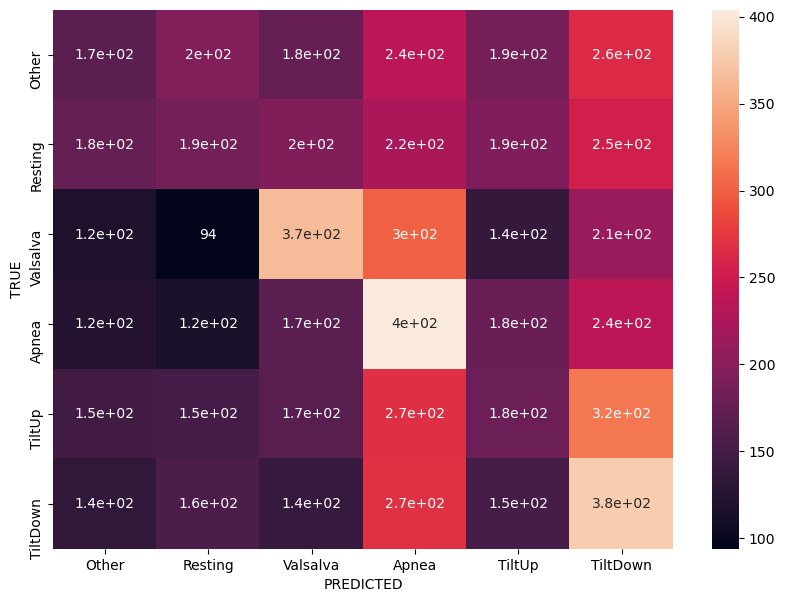 Other 1.7e+02 2e+02 1.8e+02 2.4e+02 1.9e+02 2.6e+02
Resting 1.8e+02 1.9e+02 2e+02 2.2e+02 1.9e+02 2.5e+02
Valsalva 1.2e+02 94 3.7e+02 3e+02 1.4e+02 2.1e+02
Apnea 1.2e+02 1.2e+02 1.7e+02 4e+02 1.8e+02 2.4e+02
TiltUp 1.5e+02 1.5e+02 1.7e+02 2.7e+02 1.8e+02 3.2e+02
TiltDown 1.4e+02 1.6e+02 1.4e+02 2.7e+02 1.5e+02 3.8e+02
TRUE
Other Resting Valsalva Apnea TiltUp TiltDown
PREDICTED
400
350
300
250
200
150
100